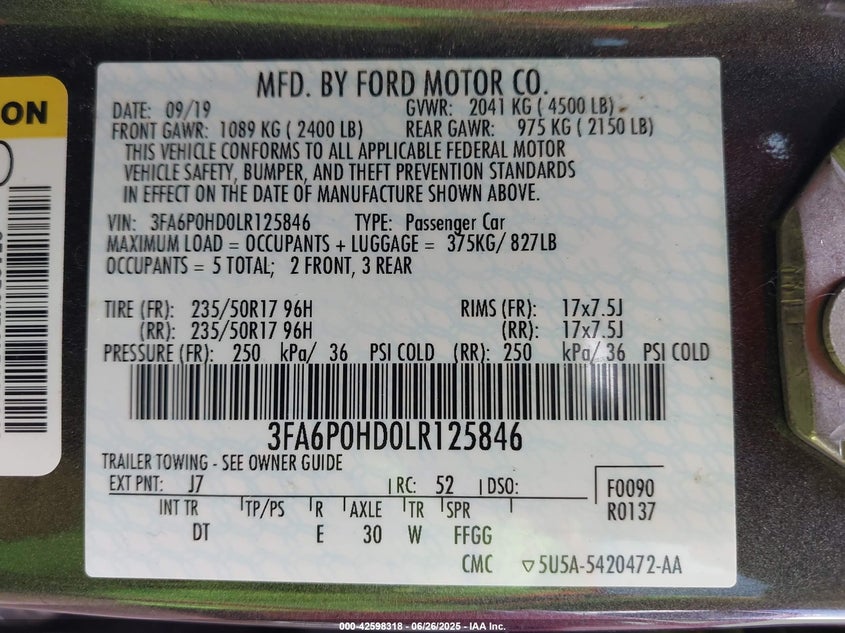 MFD. BY FORD MOTOR CO.
DATE: 09/19 GVWR: 2041 KG ( 4500 LB)
FRONT GAWR: 1089 KG ( 2400 LB) REAR GAWR: 975 KG ( 2150 LB)
THIS VEHICLE CONFORMS TO ALL APPLICABLE FEDERAL MOTOR
VEHICLE SAFETY, BUMPER, AND THEFT PREVENTION STANDARDS
IN EFFECT ON THE DATE OF MANUFACTURE SHOWN ABOVE.
VIN: 3FA6P0HD0LR125846 TYPE: Passenger Car
MAXIMUM LOAD = OCCUPANTS + LUGGAGE = 375KG/ 827LB
OCCUPANTS = 5 TOTAL; 2 FRONT, 3 REAR
TIRE (FR): 235/50R17 96H RIMS (FR): 17x7.5J
(RR): 235/50R17 96H (RR): 17x7.5J
PRESSURE (FR): 250 kPa/ 36 PSI COLD (RR): 250 kPa/ 36 PSI COLD
3FA6P0HD0LR125846
TRAILER TOWING - SEE OWNER GUIDE
EXT PNT: J7 RC: 52 DSO: F0090
INT TR TP/PS R AXLE TR SPR R0137
DT E 30 W FFGG
CMC ▽5U5A-5420472-AA
ON
000-42598318 - 06/26/2025 - IAA Inc.